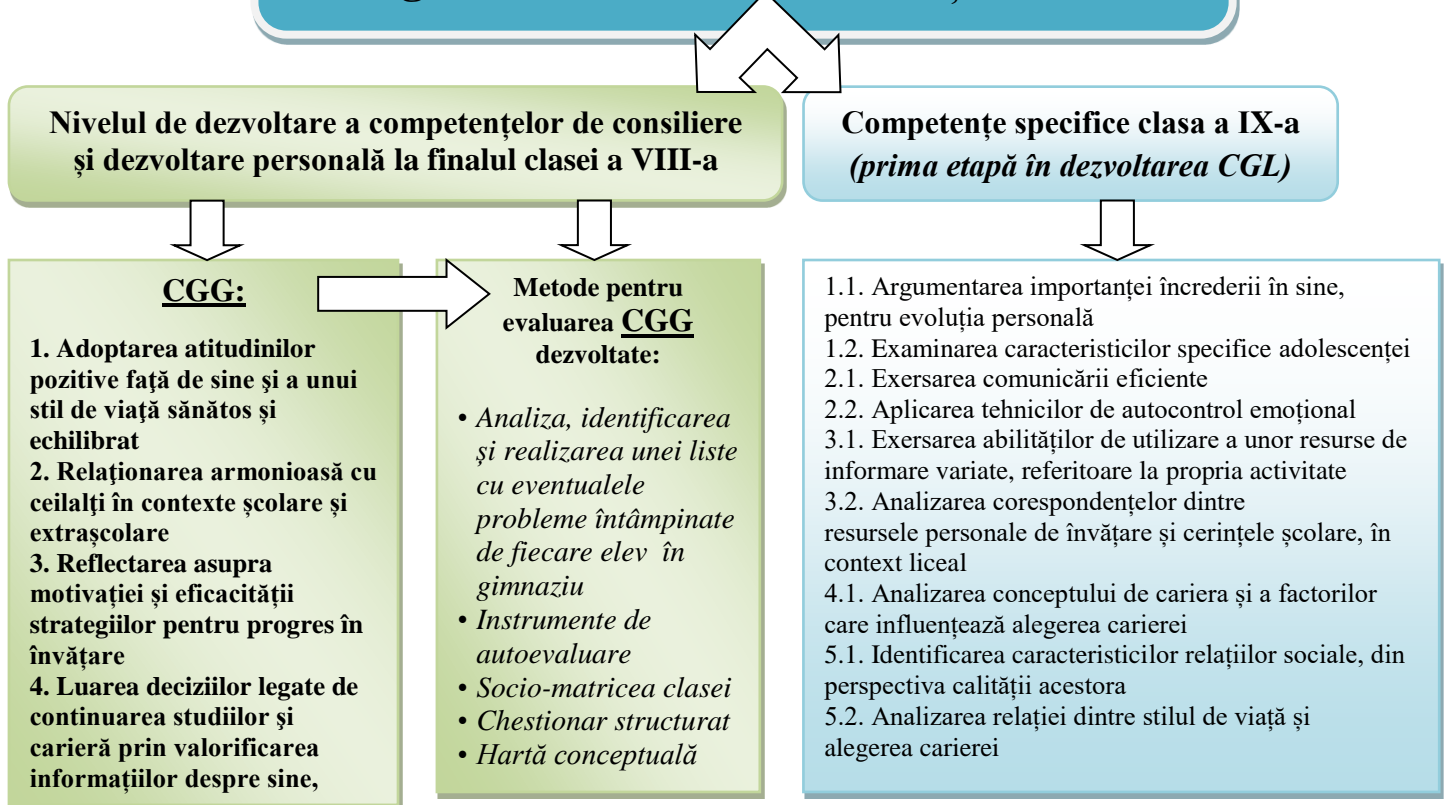 Nivelul de dezvoltare a competențelor de consiliere
și dezvoltare personală la finalul clasei a VIII-a
Competențe specifice clasa a IX-a
(prima etapă în dezvoltarea CGL)
CGG:
1. Adoptarea atitudinilor
pozitive faţă de sine şi a unui
stil de viaţă sănătos și
echilibrat
2. Relaţionarea armonioasă cu
ceilalţi în contexte școlare și
extrașcolare
3. Reflectarea asupra
motivației și eficacității
strategiilor pentru progres în
învățare
4. Luarea deciziilor legate de
continuarea studiilor şi
carieră prin valorificarea
informațiilor despre sine,
Metode pentru
evaluarea CGG
dezvoltate:
• Analiza, identificarea
și realizarea unei liste
cu eventualele
probleme întâmpinate
de fiecare elev în
gimnaziu
• Instrumente de
autoevaluare
• Socio-matricea clasei
• Chestionar structurat
• Hartă conceptuală
1.1. Argumentarea importanței încrederii în sine,
pentru evoluția personală
1.2. Examinarea caracteristicilor specifice adolescenței
2.1. Exersarea comunicării eficiente
2.2. Aplicarea tehnicilor de autocontrol emoțional
3.1. Exersarea abilităților de utilizare a unor resurse de
informare variate, referitoare la propria activitate
3.2. Analizarea corespondențelor dintre
resursele personale de învățare și cerințele școlare, în
context liceal
4.1. Analizarea conceptului de cariera și a factorilor
care influențează alegerea carierei
5.1. Identificarea caracteristicilor relațiilor sociale, din
perspectiva calității acestora
5.2. Analizarea relației dintre stilul de viață și
alegerea carierei